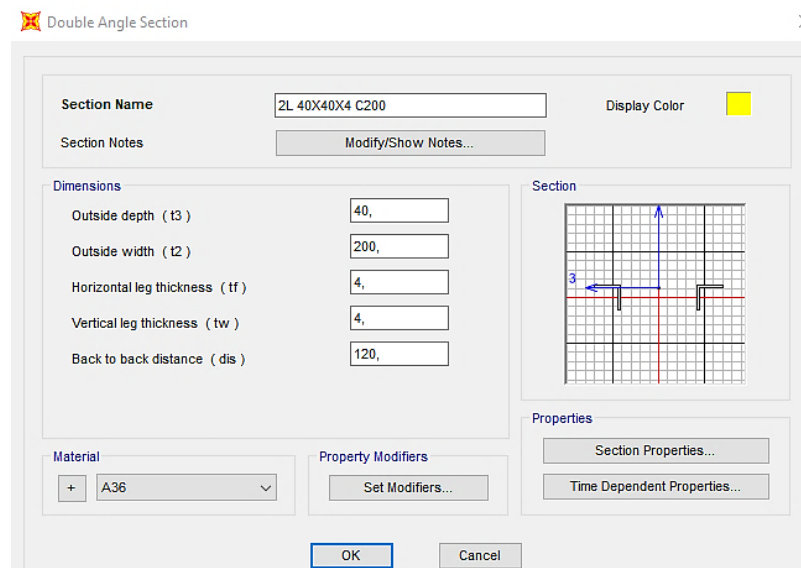 Double Angle Section
Section Name
2L 40X40X4 C200
Display Color
Section Notes
Modify/Show Notes...
Dimensions
Outside depth ( t3 )
40,
Outside width ( t2 )
200,
Horizontal leg thickness ( tf )
4,
Vertical leg thickness ( tw )
4,
Back to back distance ( dis )
120,
Section
3
Properties
Section Properties...
Time Dependent Properties...
Material
+
A36
Property Modifiers
Set Modifiers...
OK
Cancel